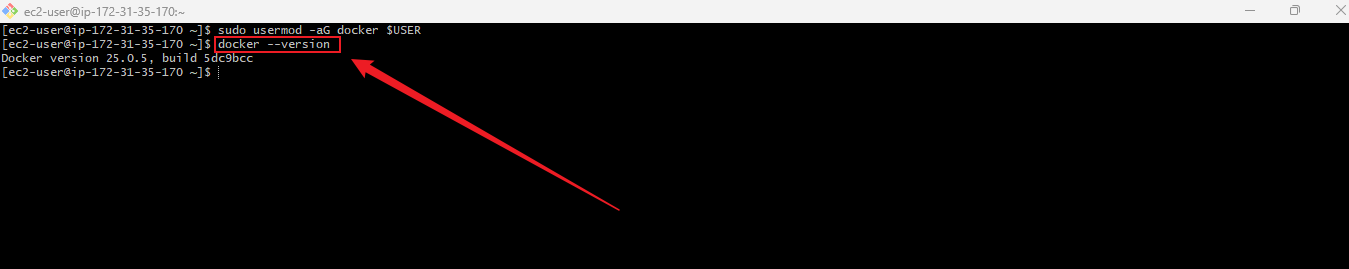 ec2-user@ip-172-31-35-170:~
[ec2-user@ip-172-31-35-170 ~]$ sudo usermod -aG docker $USER
[ec2-user@ip-172-31-35-170 ~]$ docker --version
Docker version 25.0.5, build 5dc9bcc
[ec2-user@ip-172-31-35-170 ~]$